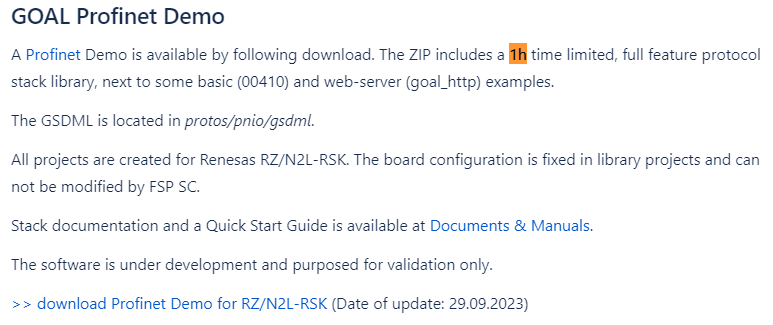 GOAL Profinet Demo
A Profinet Demo is available by following download. The ZIP includes a 1h time limited, full feature protocol
stack library, next to some basic (00410) and web-server (goal_http) examples.
The GSDML is located in protos/pnio/gsdml.
All projects are created for Renesas RZ/N2L-RSK. The board configuration is fixed in library projects and can
not be modified by FSP SC.
Stack documentation and a Quick Start Guide is available at Documents & Manuals.
The software is under development and purposed for validation only.
>> download Profinet Demo for RZ/N2L-RSK (Date of update: 29.09.2023)